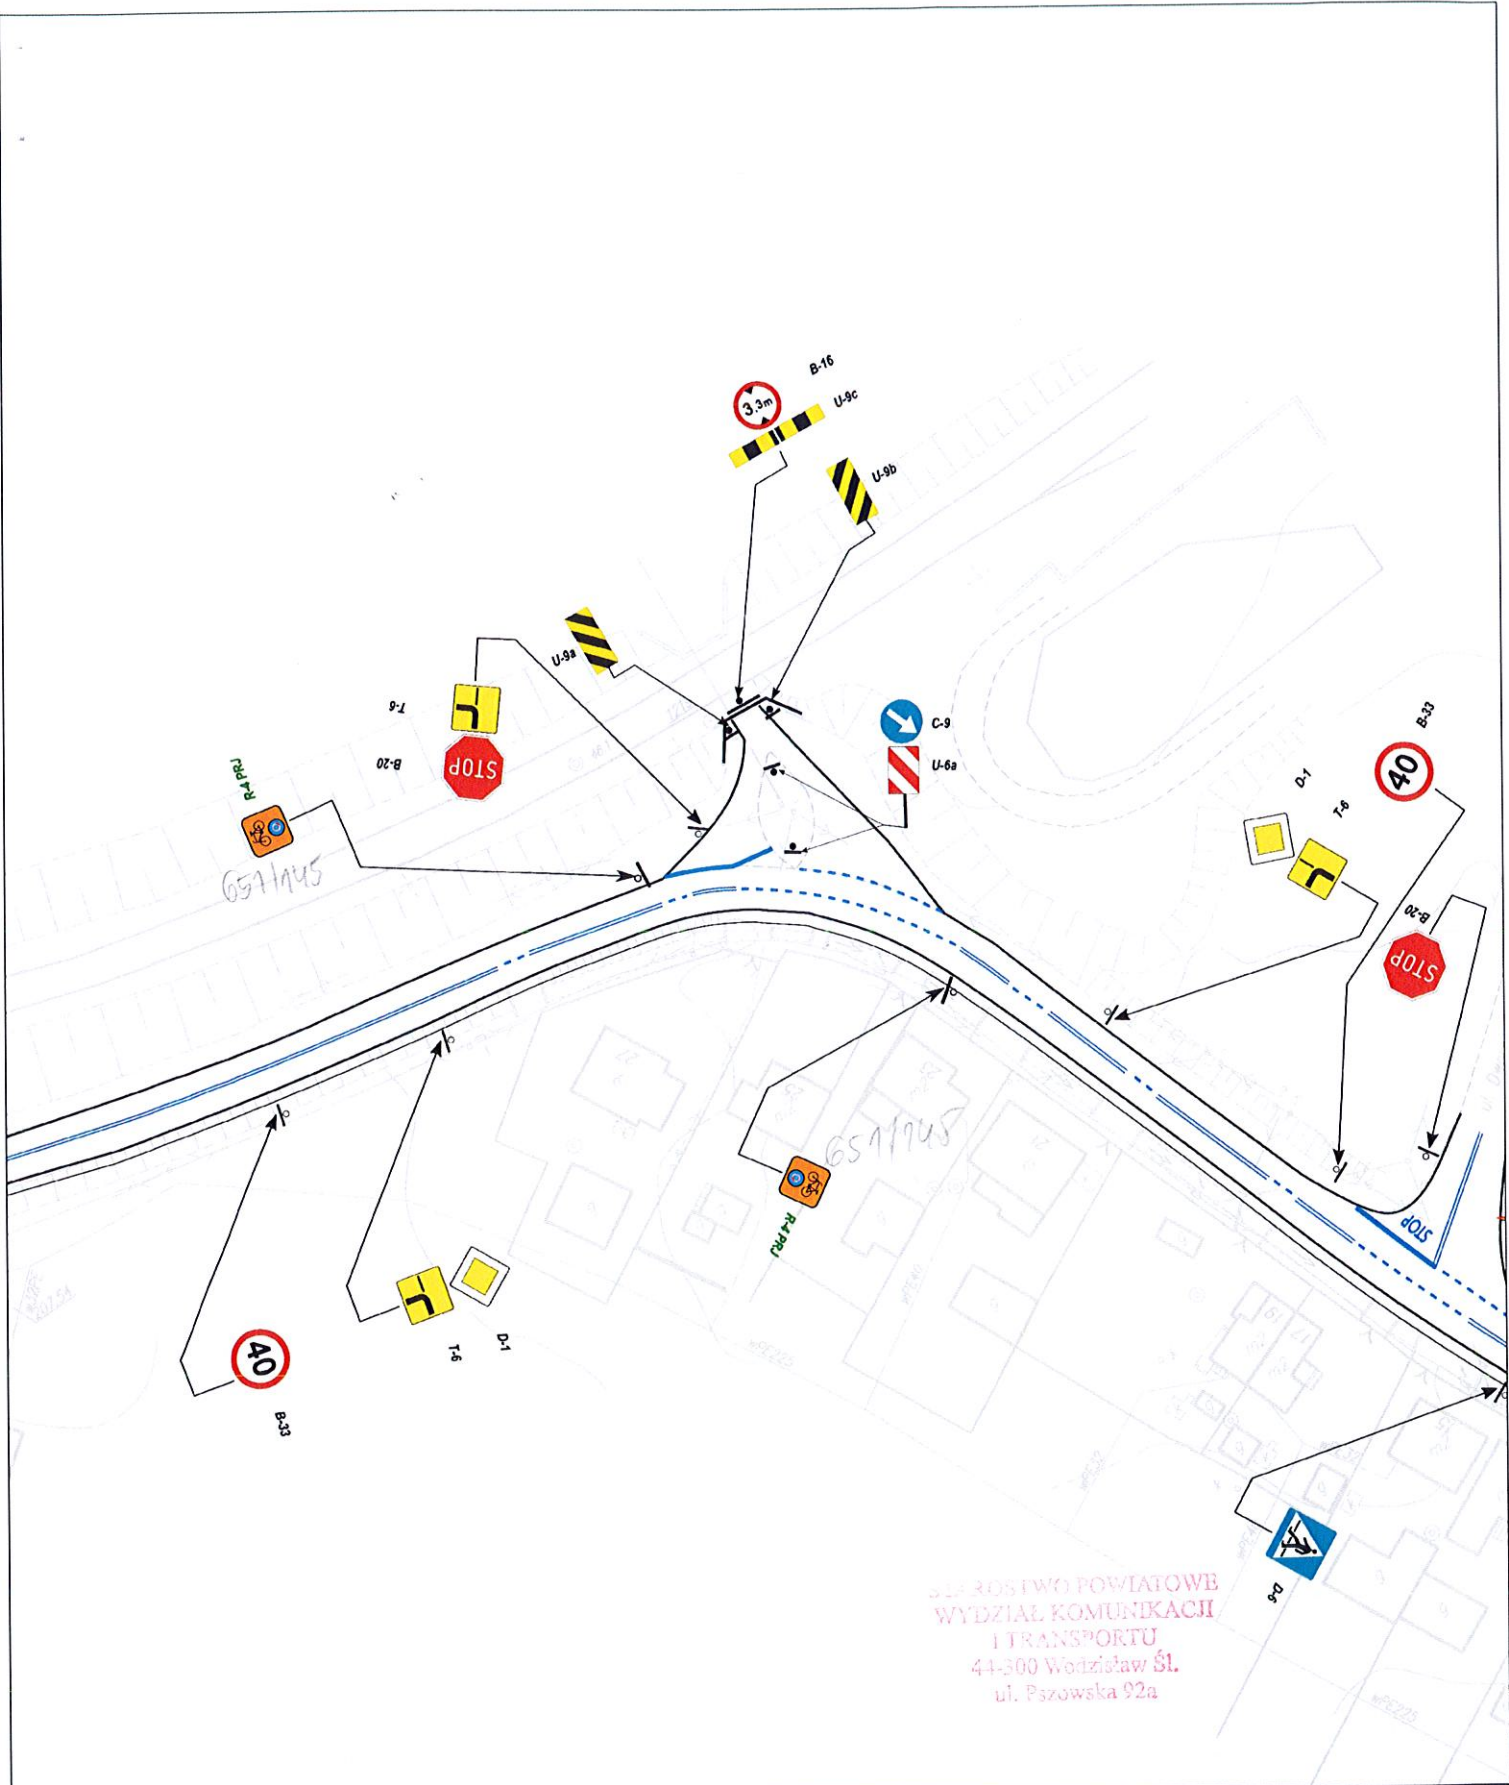 B-16
3.3m
U-9c
U-9b
U-9a
T-6
B-20
STOP
R-4 PRJ
651/145
C-9
U-6a
B-33
40
D-1
T-6
B-20
STOP
STOP
651/145
R-4 PRJ
D-1
T-6
40
B-33
D-6
STAROSTWO POWIATOWE
WYDZIAŁ KOMUNIKACJI
I TRANSPORTU
44-300 Wodzisław Śl.
ul. Pszowska 92a